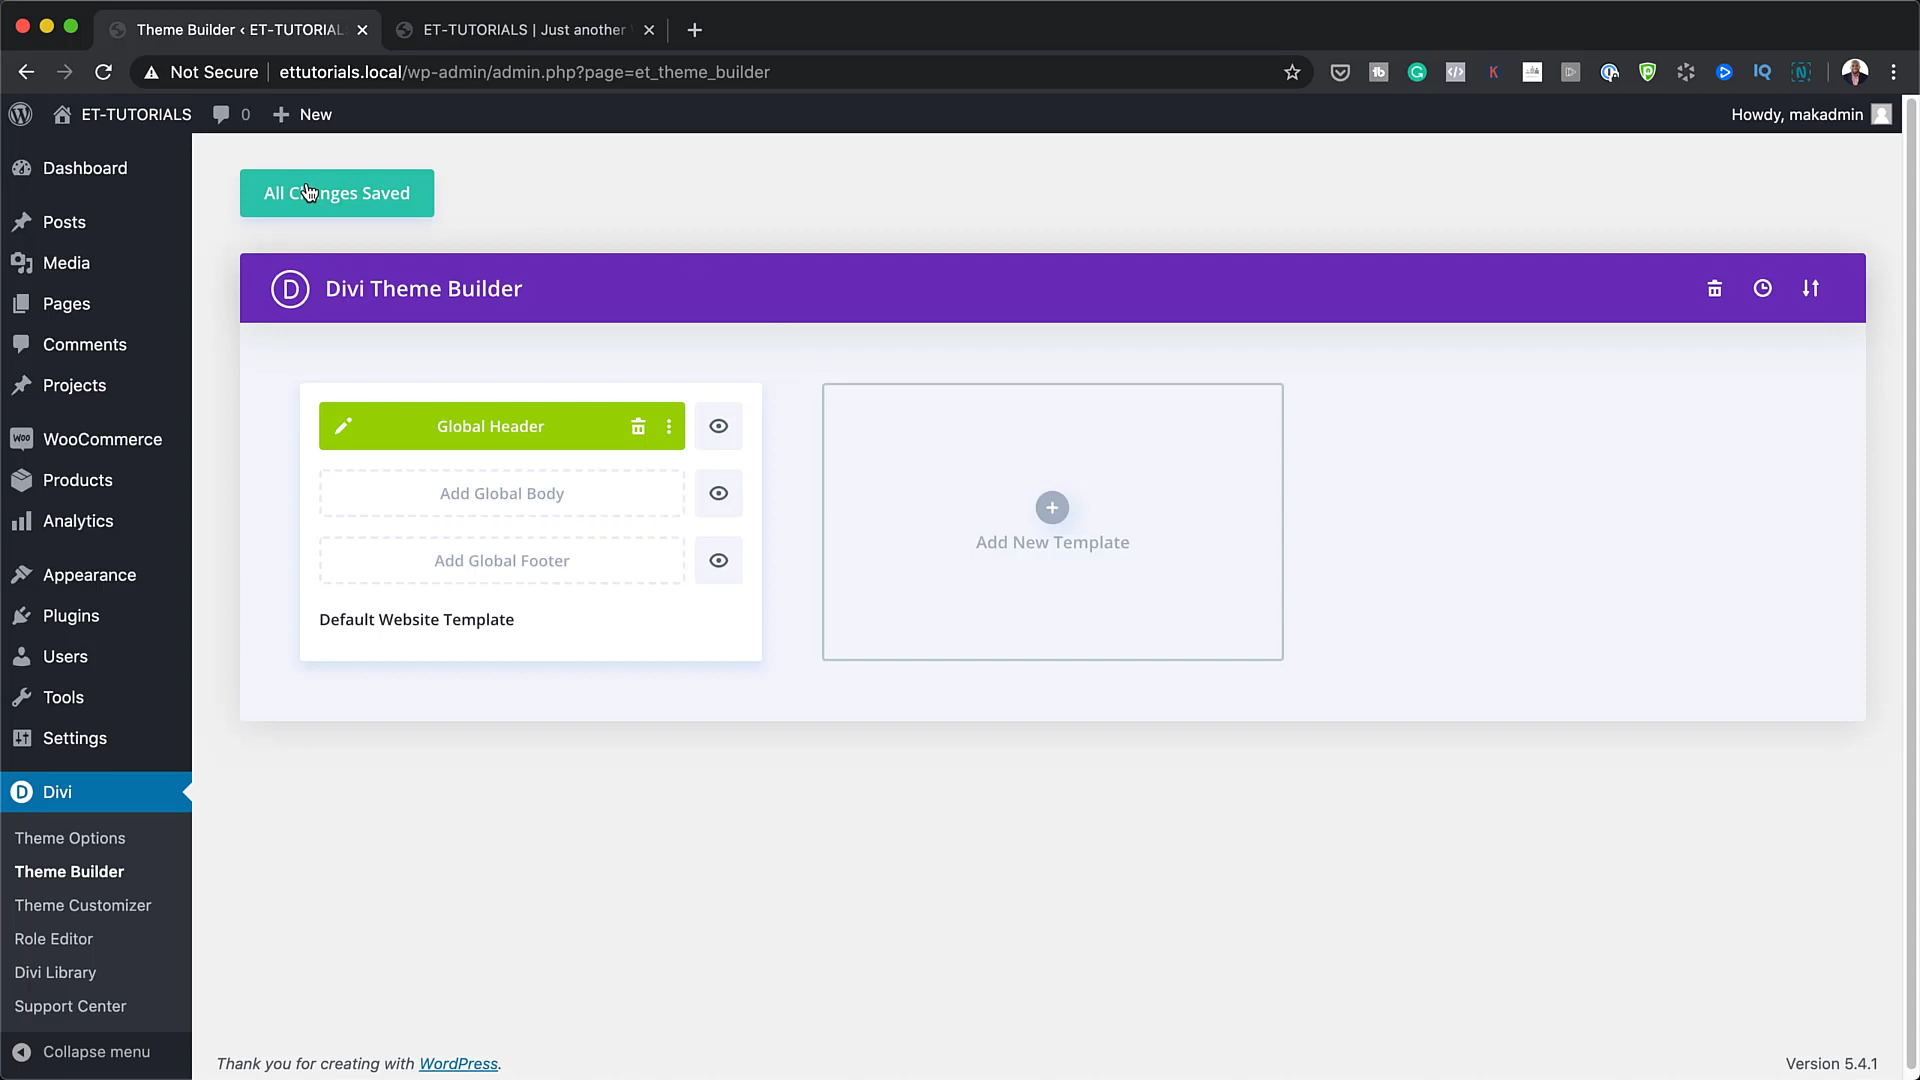 Theme Builder ‹ ET-TUTORIAL
ET-TUTORIALS | Just another
Not Secure
ettutorials.local/wp-admin/admin.php?page=et_theme_builder
ET-TUTORIALS
0
New
Howdy, makadmin
Dashboard
Posts
Media
Pages
Comments
Projects
WooCommerce
Products
Analytics
Appearance
Plugins
Users
Tools
Settings
Divi
Theme Options
Theme Builder
Theme Customizer
Role Editor
Divi Library
Support Center
Collapse menu
All Changes Saved
D
Divi Theme Builder
Global Header
Add Global Body
Add Global Footer
Default Website Template
Add New Template
Thank you for creating with WordPress.
Version 5.4.1